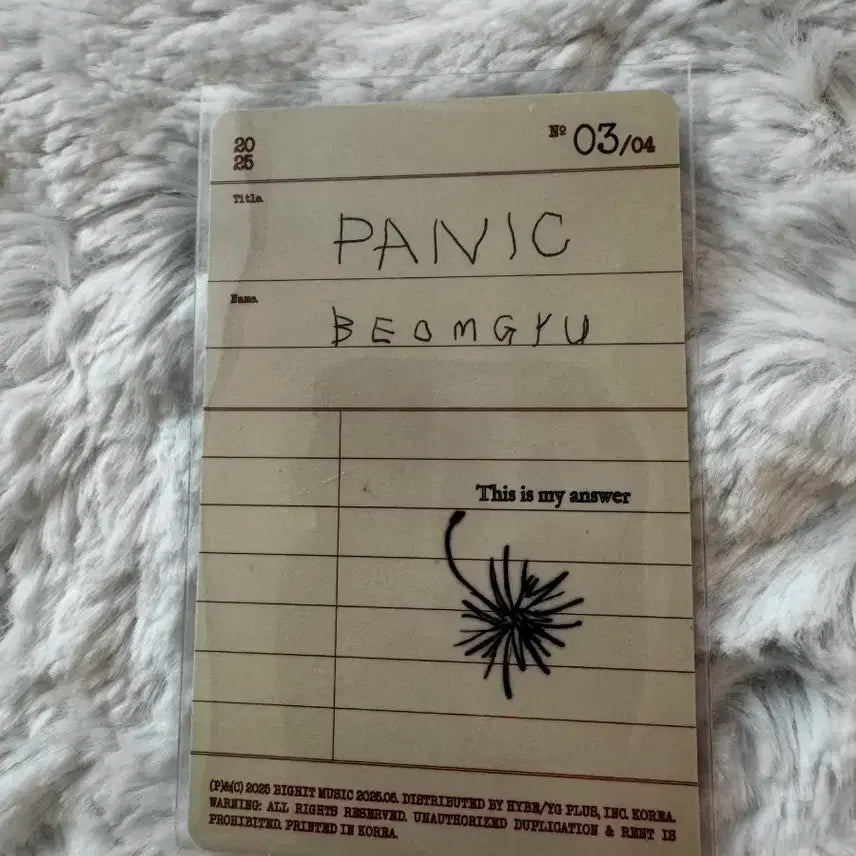 20
25
Nº 03/04
Title.
PANIC
Name.
BEOMGYU
This is my answer
(P)&(C) 2025 BIGHIT MUSIC 2025.05. DISTRIBUTED BY HYBE/YG PLUS, INC. KOREA.
WARNING: ALL RIGHTS RESERVED. UNAUTHORIZED DUPLICATION & RENT IS
PROHIBITED. PRINTED IN KOREA.